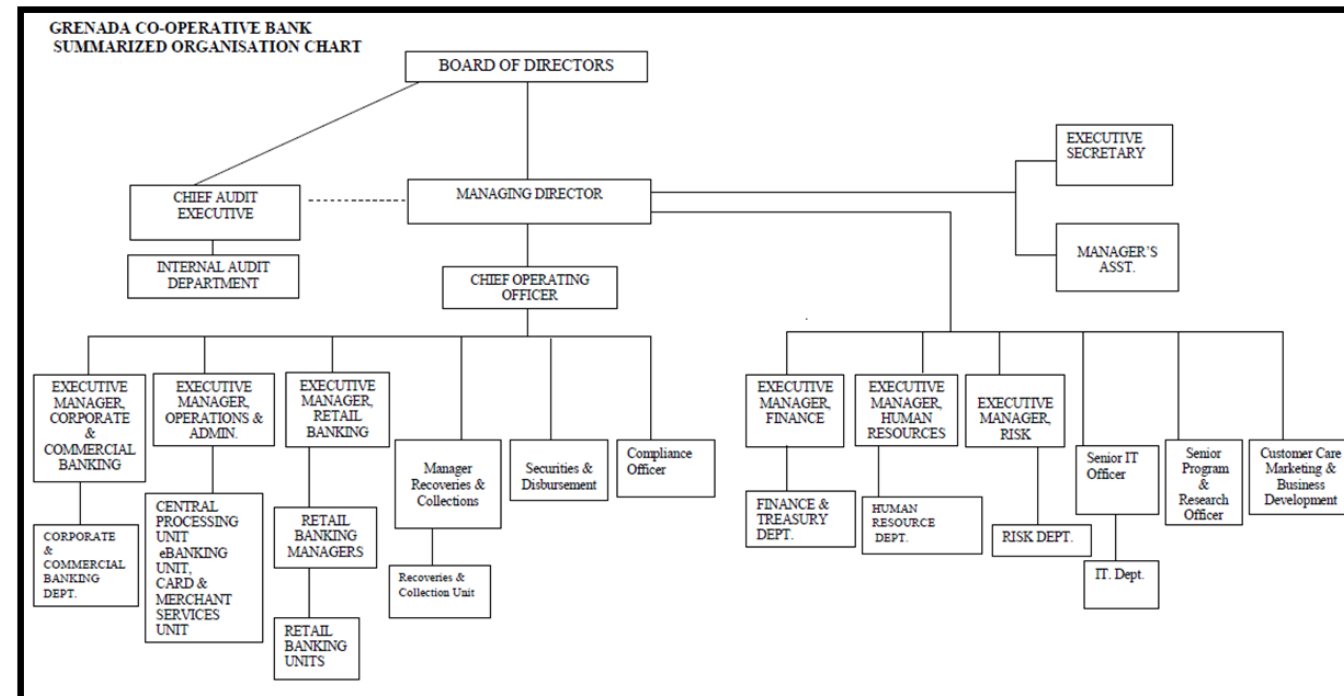 GRENADA CO-OPERATIVE BANK
SUMMARIZED ORGANISATION CHART
BOARD OF DIRECTORS
EXECUTIVE
SECRETARY
CHIEF AUDIT
EXECUTIVE
MANAGING DIRECTOR
MANAGER'S
ASST.
INTERNAL AUDIT
DEPARTMENT
CHIEF OPERATING
OFFICER
EXECUTIVE
MANAGER,
CORPORATE
&
COMMERCIAL
BANKING
EXECUTIVE
MANAGER,
OPERATIONS &
ADMIN.
EXECUTIVE
MANAGER,
RETAIL
BANKING
Manager
Recoveries &
Collections
Securities &
Disbursement
Compliance
Officer
EXECUTIVE
MANAGER,
FINANCE
EXECUTIVE
MANAGER,
HUMAN
RESOURCES
EXECUTIVE
MANAGER,
RISK
Senior IT
Officer
Senior
Program
&
Research
Officer
Customer Care
Marketing &
Business
Development
CORPORATE
&
COMMERCIAL
BANKING
DEPT.
CENTRAL
PROCESSING
UNIT
eBANKING
UNIT,
CARD &
MERCHANT
SERVICES
UNIT
RETAIL
BANKING
MANAGERS
Recoveries &
Collection Unit
FINANCE &
TREASURY
DEPT.
HUMAN
RESOURCE
DEPT.
RISK DEPT.
IT. Dept.
RETAIL
BANKING
UNITS